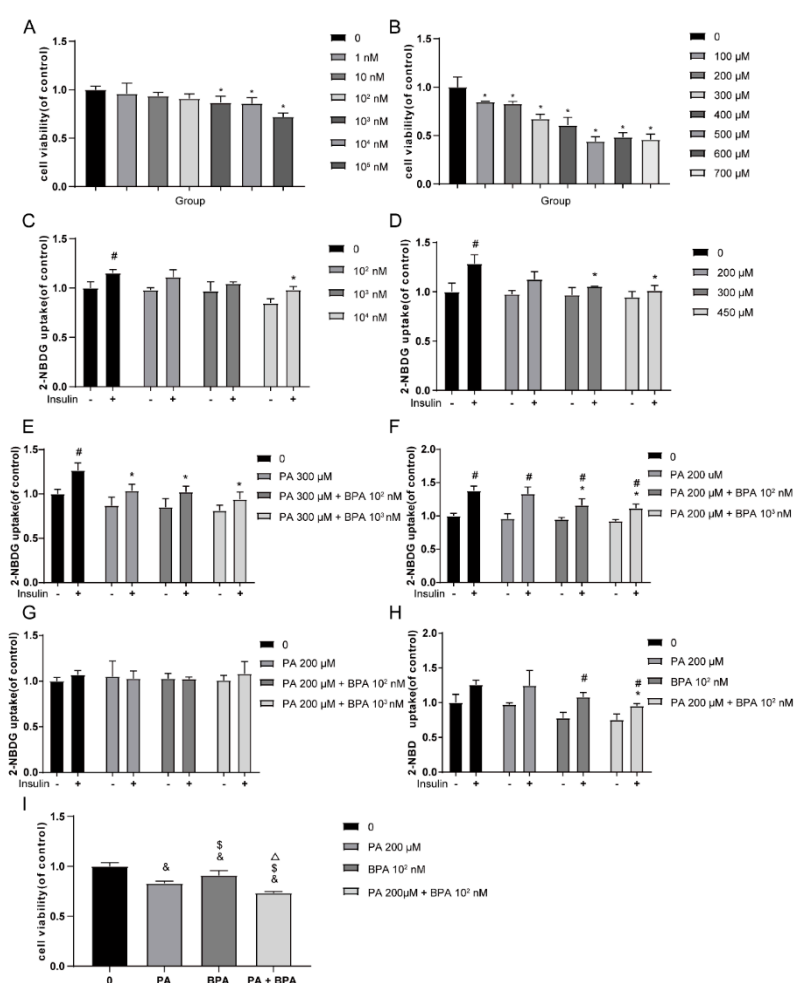 A
cell viability(of control)
1.5
1.0
0.5
0.0
Group
0
1 nM
10 nM
10² nM
10³ nM
10⁴ nM
10⁵ nM
B
cell viability(of control)
1.5
1.0
0.5
0.0
* * *
* * * * * * *
Group
0
100 µM
200 µM
300 µM
400 µM
500 µM
600 µM
700 µM
C
2-NBDG uptake(of control)
1.5
1.0
0.5
0.0
# *
Insulin - + - + - + - +
0
10² nM
10³ nM
10⁴ nM
D
2-NBDG uptake(of control)
1.5
1.0
0.5
0.0
# * *
Insulin - + - + - + - +
0
200 µM
300 µM
450 µM
E
2-NBDG uptake(of control)
1.5
1.0
0.5
0.0
# * * *
Insulin - + - + - + - +
0
PA 300 µM
PA 300 µM + BPA 10² nM
PA 300 µM + BPA 10³ nM
F
2-NBDG uptake(of control)
2.0
1.5
1.0
0.5
0.0
# # # #
* *
Insulin - + - + - + - +
0
PA 200 uM
PA 200 µM + BPA 10² nM
PA 200 µM + BPA 10³ nM
G
2-NBDG uptake(of control)
1.5
1.0
0.5
0.0
Insulin - + - + - + - +
0
PA 200 µM
PA 200 µM + BPA 10² nM
PA 200 µM + BPA 10³ nM
H
2-NBD uptake(of control)
2.0
1.5
1.0
0.5
0.0
# #
*
Insulin - + - + - + - +
0
PA 200 µM
BPA 10² nM
PA 200 µM + BPA 10² nM
I
cell viability(of control)
1.5
1.0
0.5
0.0
△
$ $
& & &
0 PA BPA PA + BPA
0
PA 200 µM
BPA 10² nM
PA 200µM + BPA 10² nM